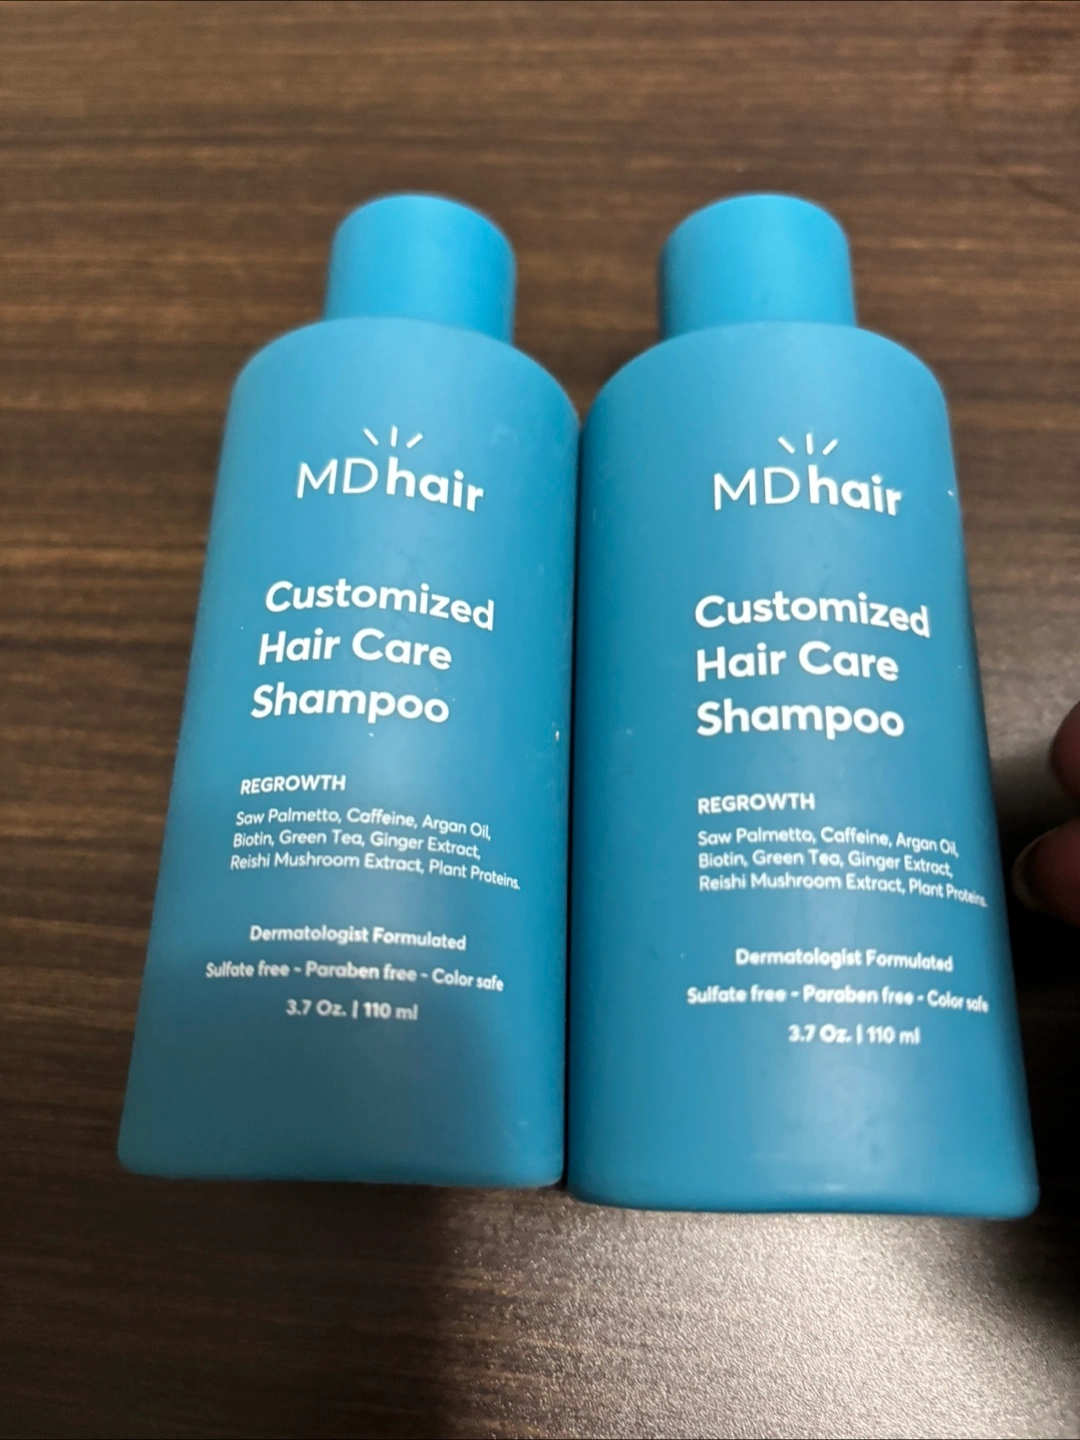 MDhair
Customized
Hair Care
Shampoo
REGROWTH
Saw Palmetto, Caffeine, Argan Oil,
Biotin, Green Tea, Ginger Extract,
Reishi Mushroom Extract, Plant Proteins.
Dermatologist Formulated
Sulfate free - Paraben free - Color safe
3.7 Oz. | 110 ml
MDhair
Customized
Hair Care
Shampoo
REGROWTH
Saw Palmetto, Caffeine, Argan Oil,
Biotin, Green Tea, Ginger Extract,
Reishi Mushroom Extract, Plant Proteins.
Dermatologist Formulated
Sulfate free - Paraben free - Color safe
3.7 Oz. | 110 ml